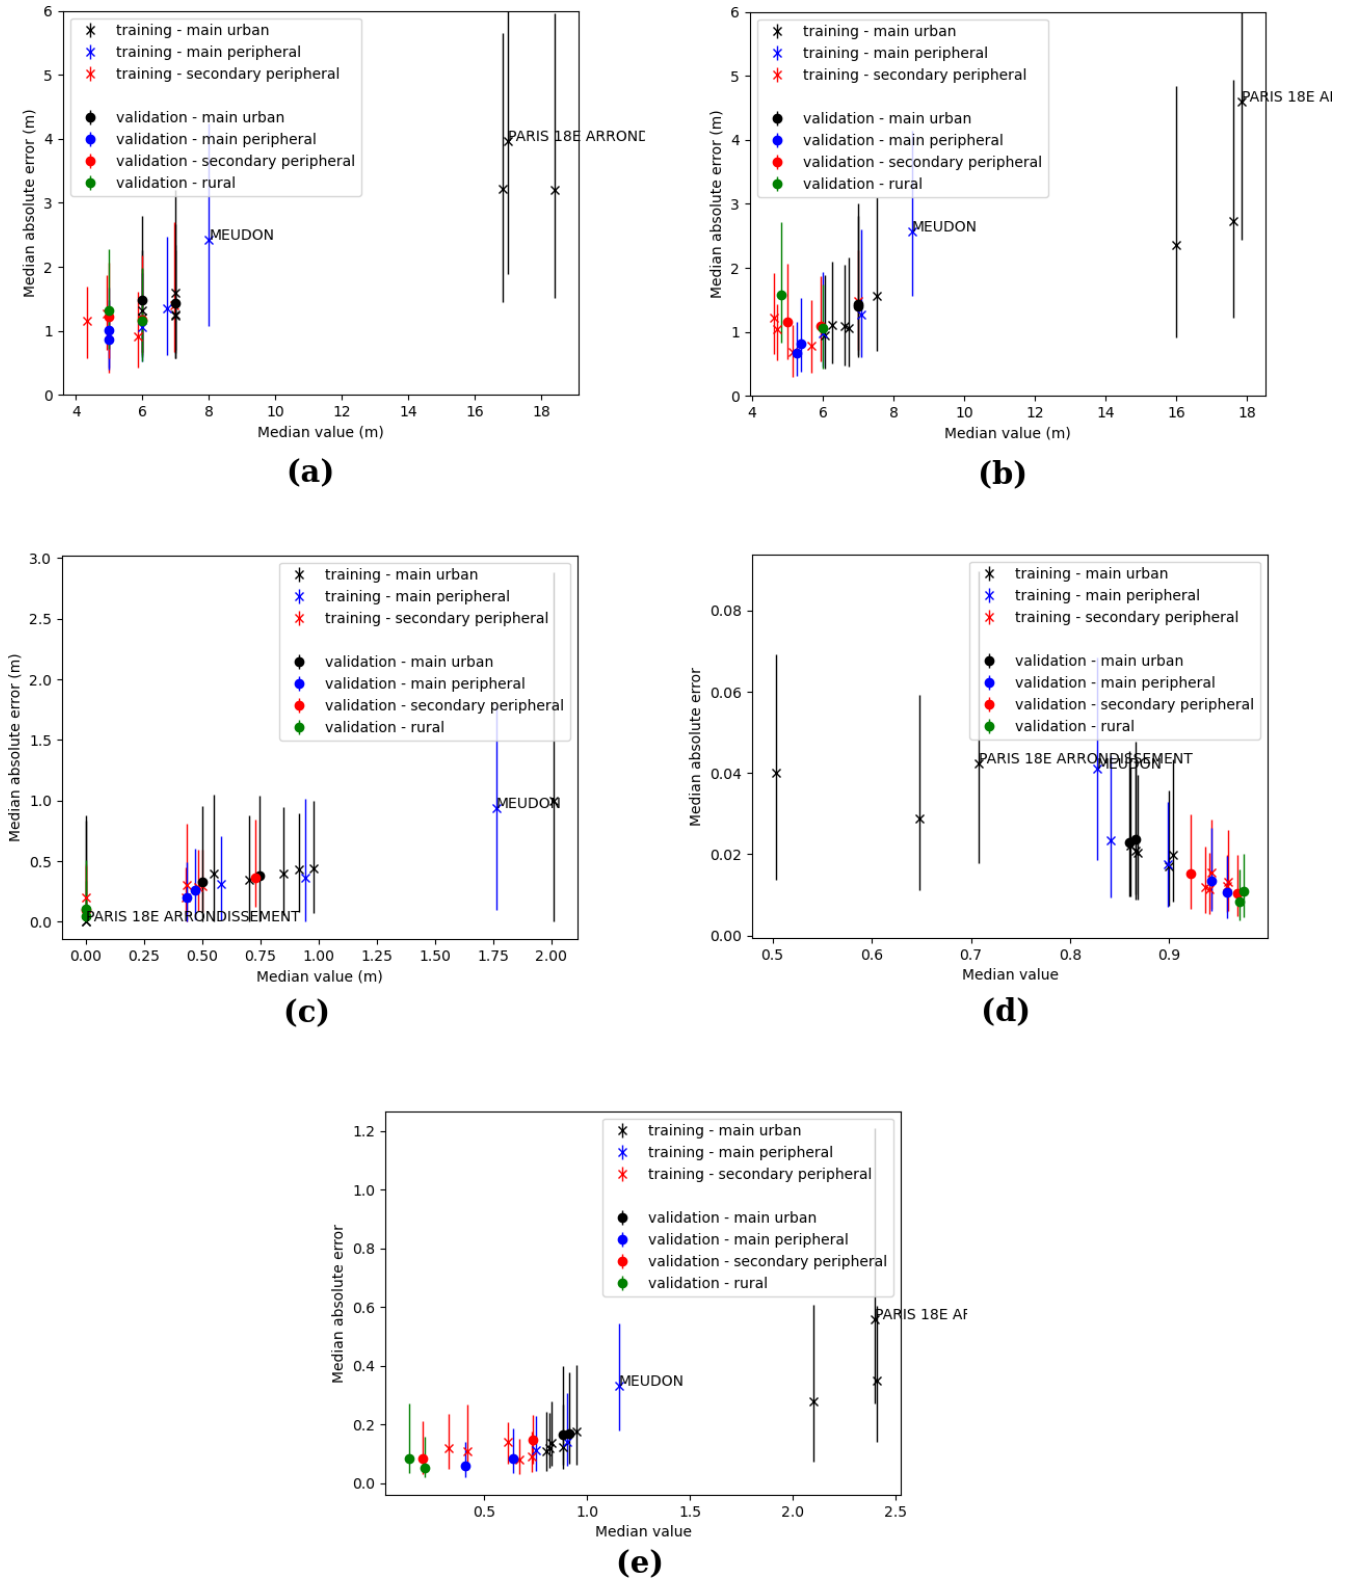 training - main urban
training - main peripheral
training - secondary peripheral
validation - main urban
validation - main peripheral
validation - secondary peripheral
validation - rural
PARIS 18E ARROND
MEUDON
Median absolute error (m)
0
1
2
3
4
5
6
4 6 8 10 12 14 16 18
Median value (m)
(a)
training - main urban
training - main peripheral
training - secondary peripheral
validation - main urban
validation - main peripheral
validation - secondary peripheral
validation - rural
PARIS 18E AI
MEUDON
Median absolute error (m)
0
1
2
3
4
5
6
4 6 8 10 12 14 16 18
Median value (m)
(b)
training - main urban
training - main peripheral
training - secondary peripheral
validation - main urban
validation - main peripheral
validation - secondary peripheral
validation - rural
MEUDON
PARIS 18E ARRONDISSEMENT
Median absolute error (m)
0.0
0.5
1.0
1.5
2.0
2.5
3.0
0.00 0.25 0.50 0.75 1.00 1.25 1.50 1.75 2.00
Median value (m)
(c)
training - main urban
training - main peripheral
training - secondary peripheral
validation - main urban
validation - main peripheral
validation - secondary peripheral
validation - rural
PARIS 18E ARRONDISSEMENT
MEUDON
Median absolute error
0.00
0.02
0.04
0.06
0.08
0.5 0.6 0.7 0.8 0.9
Median value
(d)
training - main urban
training - main peripheral
training - secondary peripheral
validation - main urban
validation - main peripheral
validation - secondary peripheral
validation - rural
PARIS 18E AF
MEUDON
Median absolute error
0.0
0.2
0.4
0.6
0.8
1.0
1.2
0.5 1.0 1.5 2.0 2.5
Median value
(e)